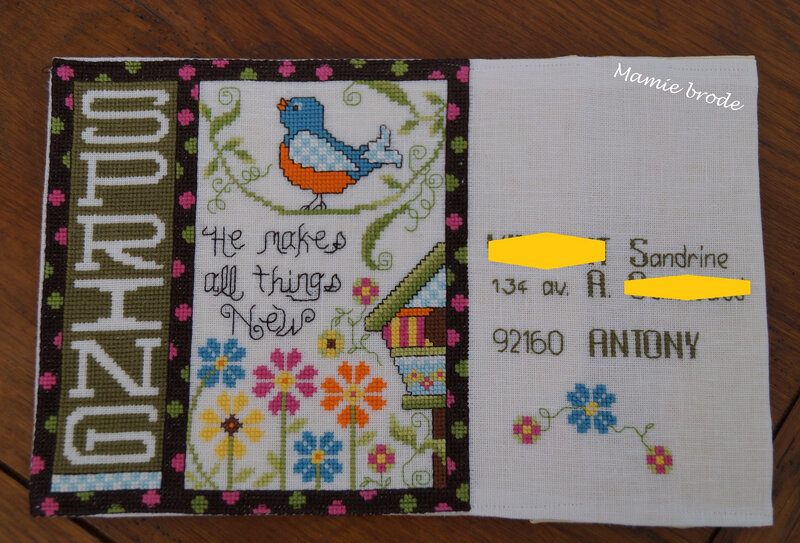 SPRING
He makes
all things
New
Mamie brode
Sandrine
134 av. A.
92160 ANTONY